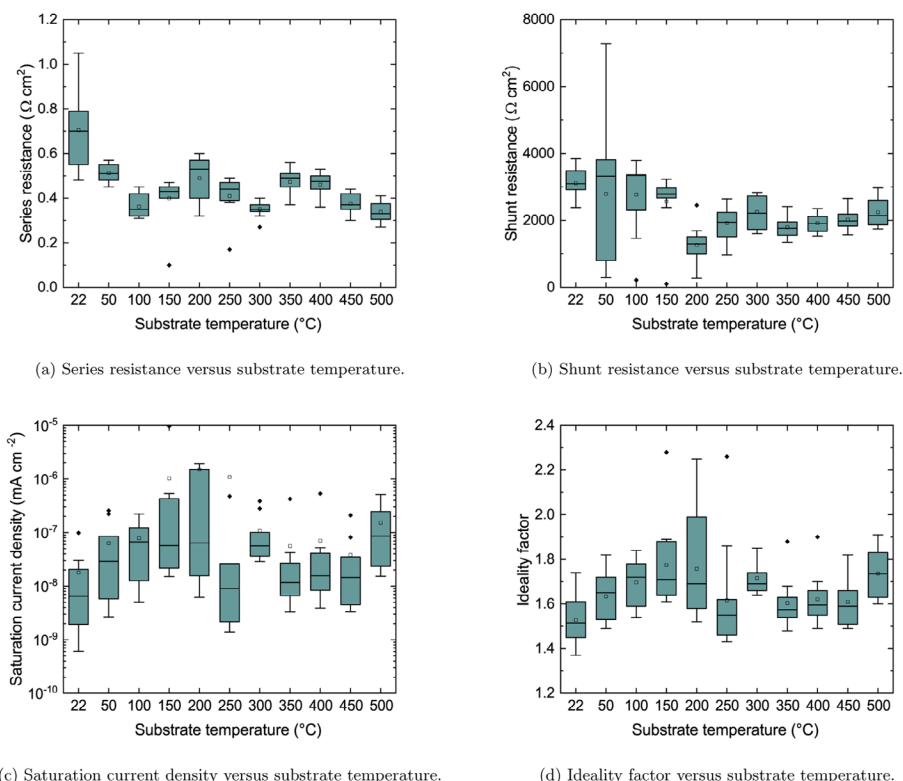 1.2
1.0
0.8
0.6
0.4
0.2
0.0
Series resistance (Ω cm²)
22 50 100 150 200 250 300 350 400 450 500
Substrate temperature (°C)
(a) Series resistance versus substrate temperature.
8000
6000
4000
2000
0
Shunt resistance (Ω cm²)
22 50 100 150 200 250 300 350 400 450 500
Substrate temperature (°C)
(b) Shunt resistance versus substrate temperature.
10⁻⁵
10⁻⁶
10⁻⁷
10⁻⁸
10⁻⁹
10⁻¹⁰
Saturation current density (mA cm⁻²)
22 50 100 150 200 250 300 350 400 450 500
Substrate temperature (°C)
(c) Saturation current density versus substrate temperature.
2.4
2.2
2.0
1.8
1.6
1.4
1.2
Ideality factor
22 50 100 150 200 250 300 350 400 450 500
Substrate temperature (°C)
(d) Ideality factor versus substrate temperature.